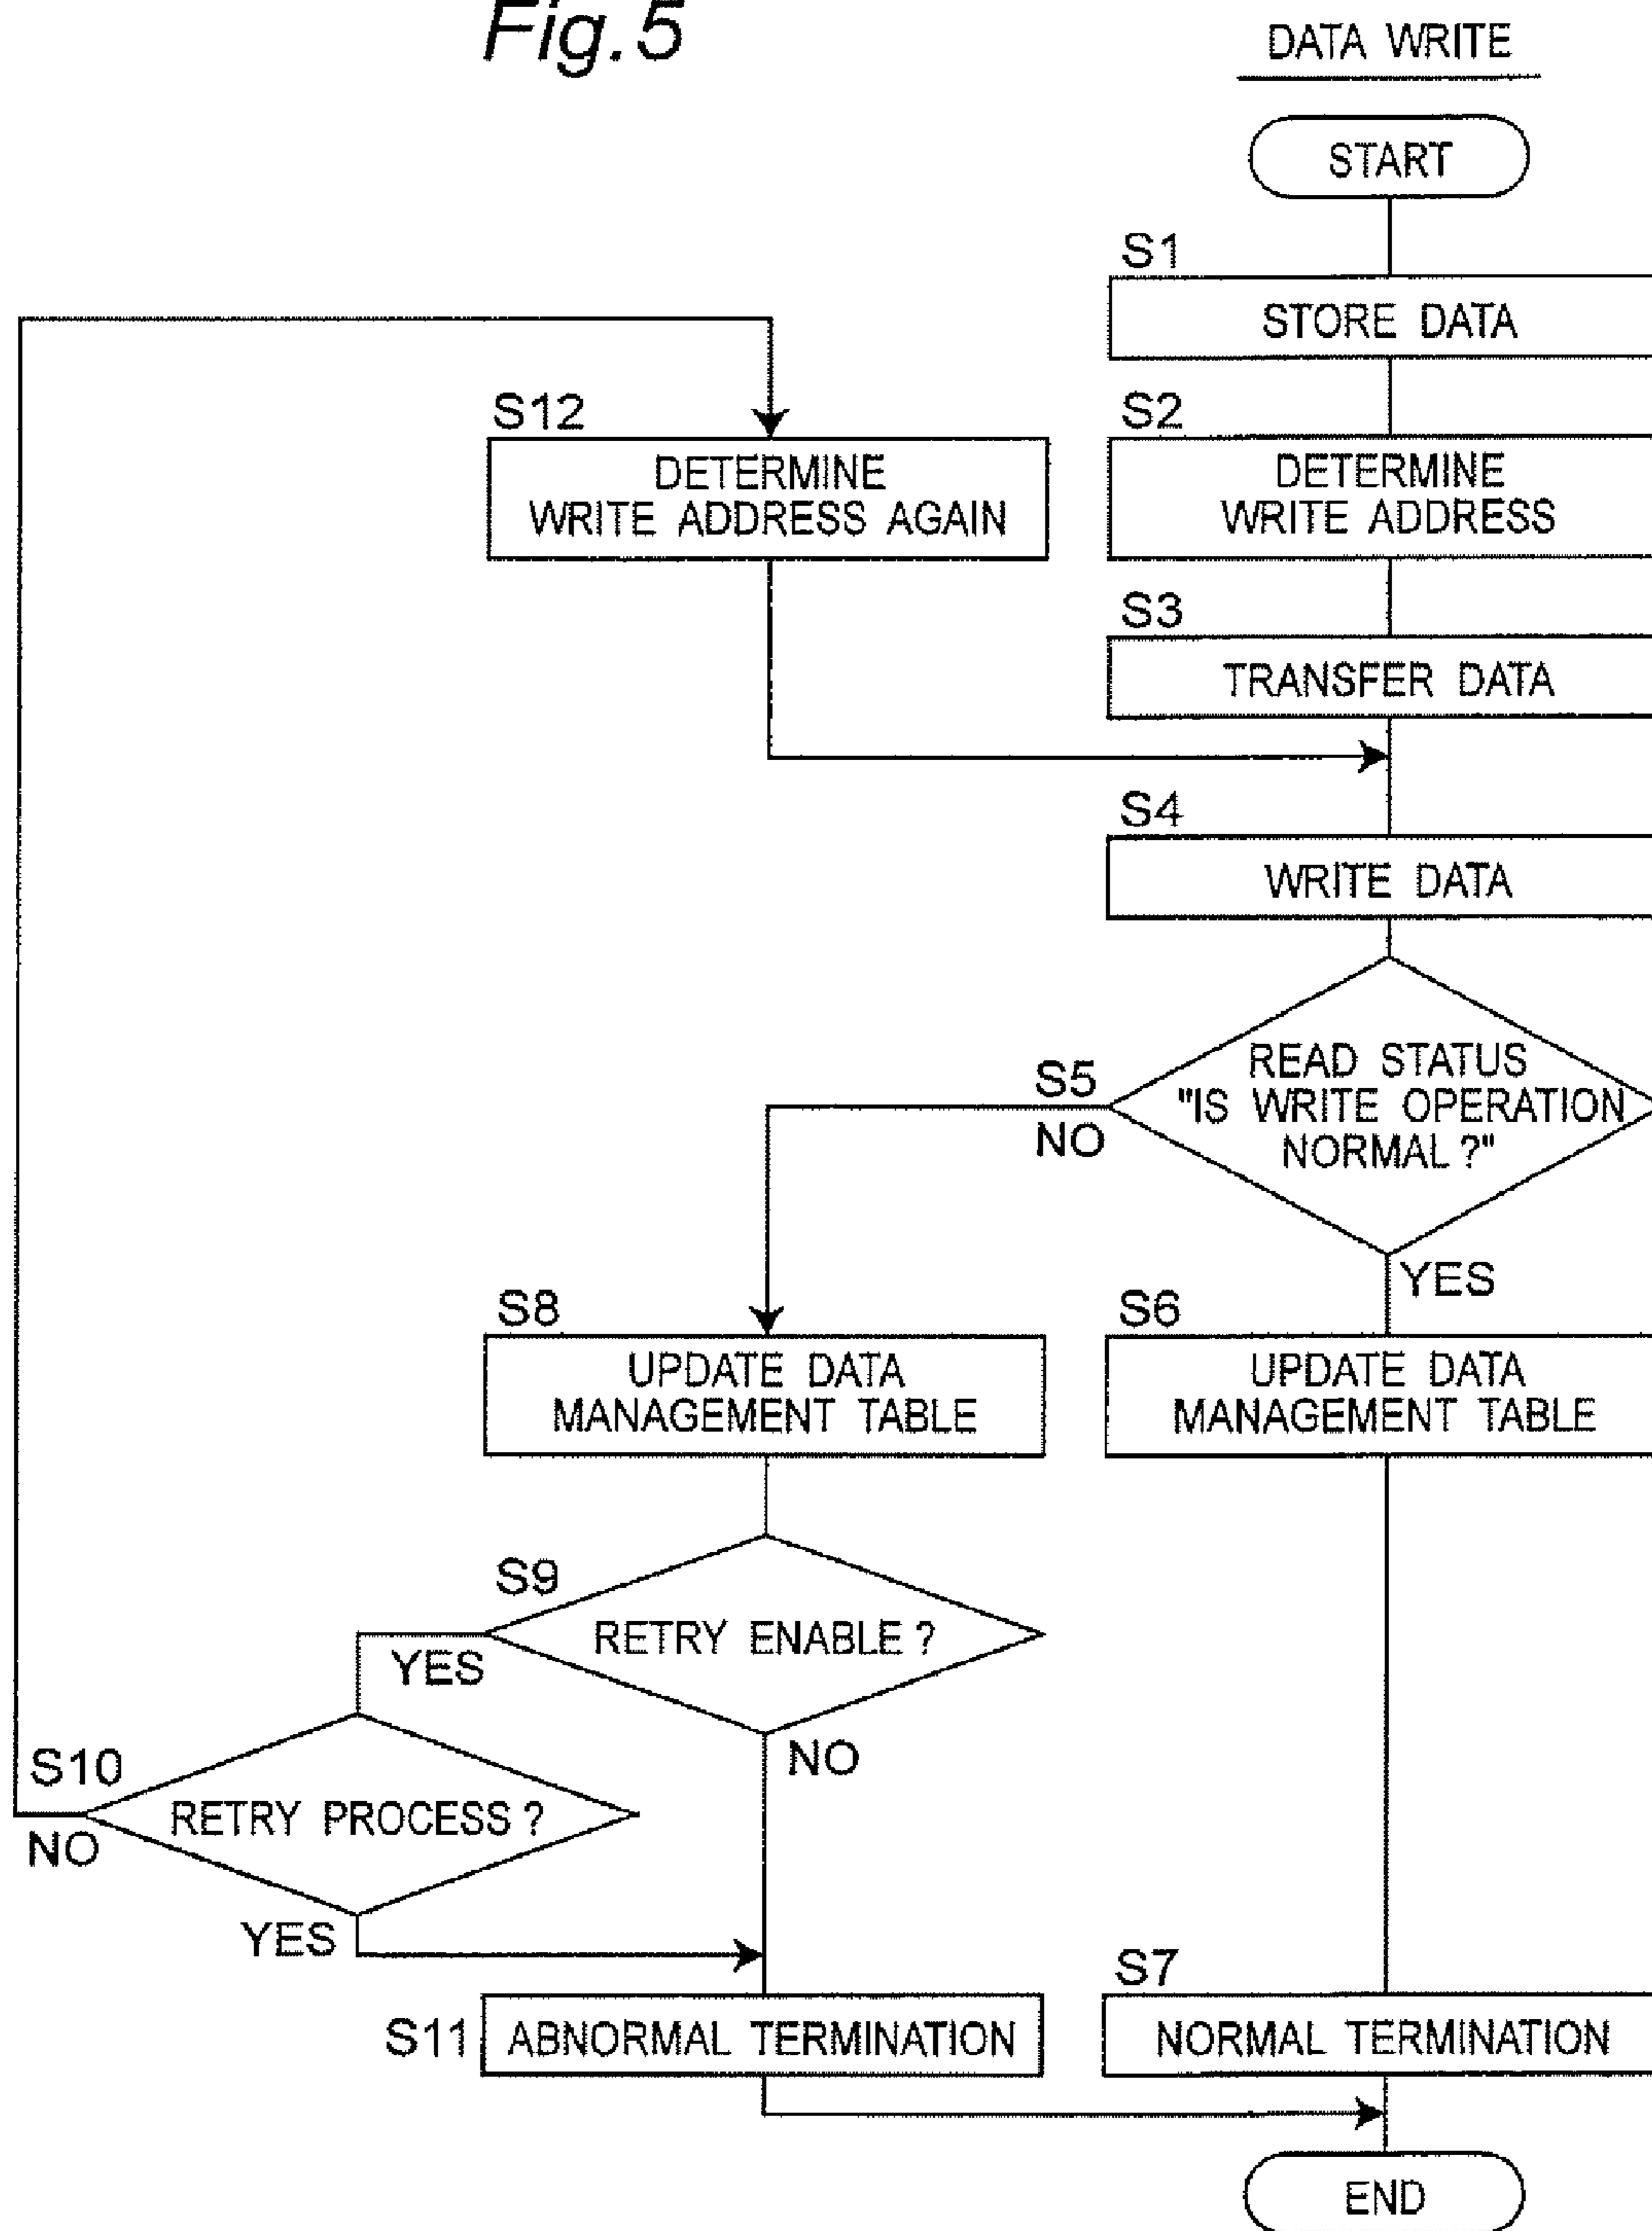 Fig.5
DATA WRITE
START
S1
STORE DATA
S12
S2
DETERMINE
WRITE ADDRESS AGAIN
DETERMINE
WRITE ADDRESS
S3
TRANSFER DATA
S4
WRITE DATA
S5
READ STATUS
"IS WRITE OPERATION
NORMAL ?"
NO
YES
S8
S6
UPDATE DATA
MANAGEMENT TABLE
UPDATE DATA
MANAGEMENT TABLE
S9
RETRY ENABLE ?
YES
NO
S10
RETRY PROCESS ?
NO
YES
S7
S11
ABNORMAL TERMINATION
NORMAL TERMINATION
END